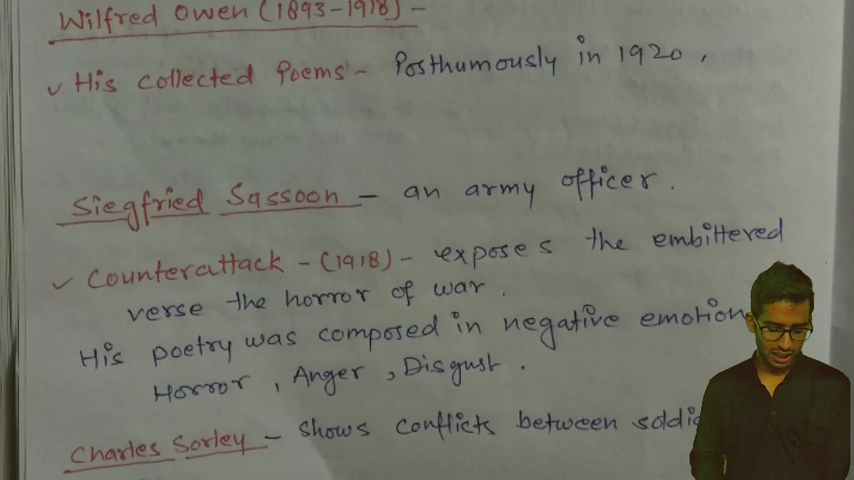 Wilfred Owen (1893-1918) -
✓ His collected Poems - Posthumously in 1920.
Siegfried Sassoon - an army officer.
✓ Counterattack - (1918) - exposes the embittered
verse the horror of war.
His poetry was composed in negative emotion
Horror, Anger, Disgust.
Charles Sorley - shows conflicts between